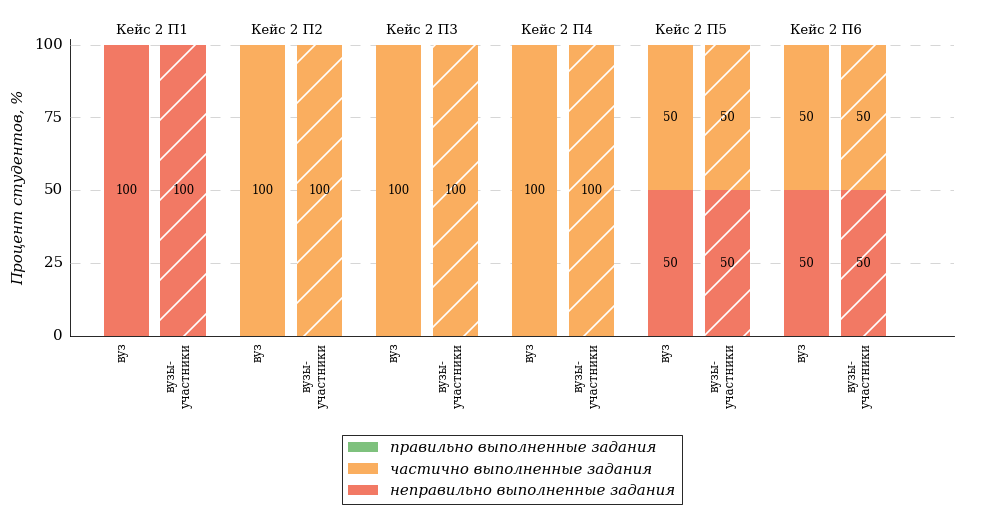 Кейс 2 П1 Кейс 2 П2 Кейс 2 П3 Кейс 2 П4 Кейс 2 П5 Кейс 2 П6
Процент студентов, %
100
75
50
25
0
50 50 50 50
100 100 100 100 100 100 100 100
50 50 50 50
вуз
вузы-
участники
вуз
вузы-
участники
вуз
вузы-
участники
вуз
вузы-
участники
вуз
вузы-
участники
вуз
вузы-
участники
правильно выполненные задания
частично выполненные задания
неправильно выполненные задания